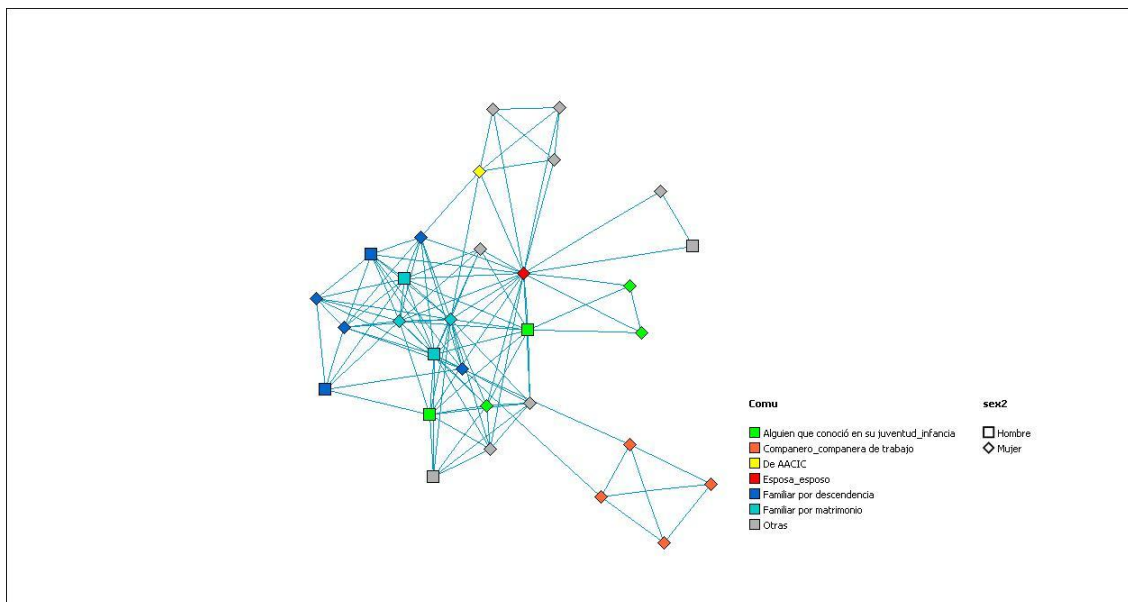 Comu
Alguien que conoció en su juventud_infancia
Companero_companera de trabajo
De AACIC
Esposa_esposo
Familiar por descendencia
Familiar por matrimonio
Otras
sex2
Hombre
Mujer